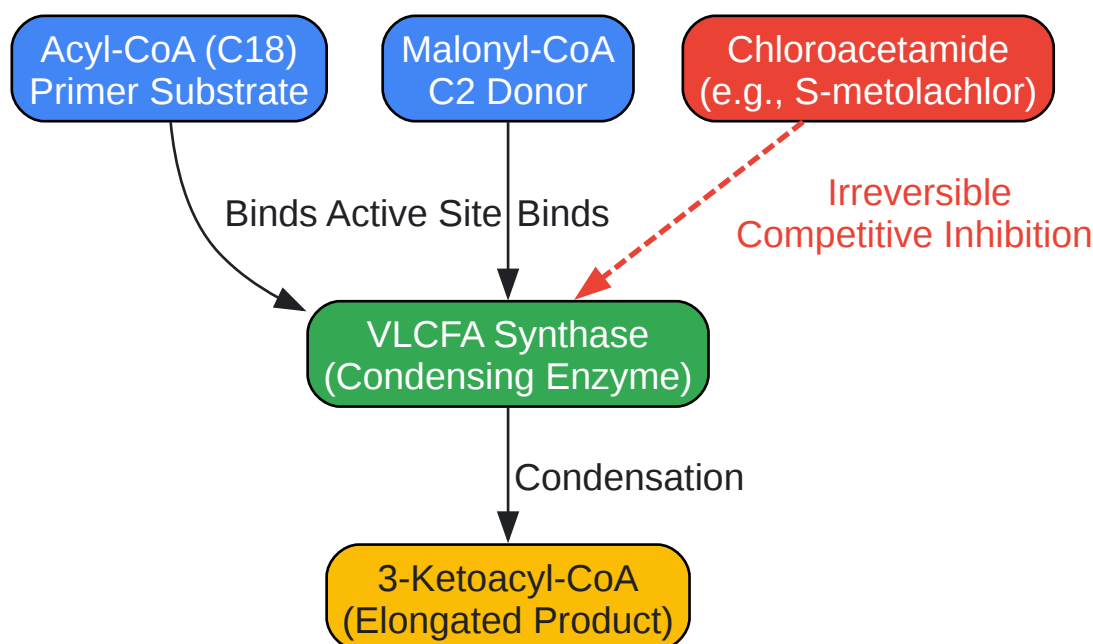 Acyl-CoA (C18)
Primer Substrate
Malonyl-CoA
C2 Donor
Chloroacetamide
(e.g., S-metolachlor)
Binds Active Site
Binds
Irreversible
Competitive Inhibition
VLCFA Synthase
(Condensing Enzyme)
Condensation
3-Ketoacyl-CoA
(Elongated Product)